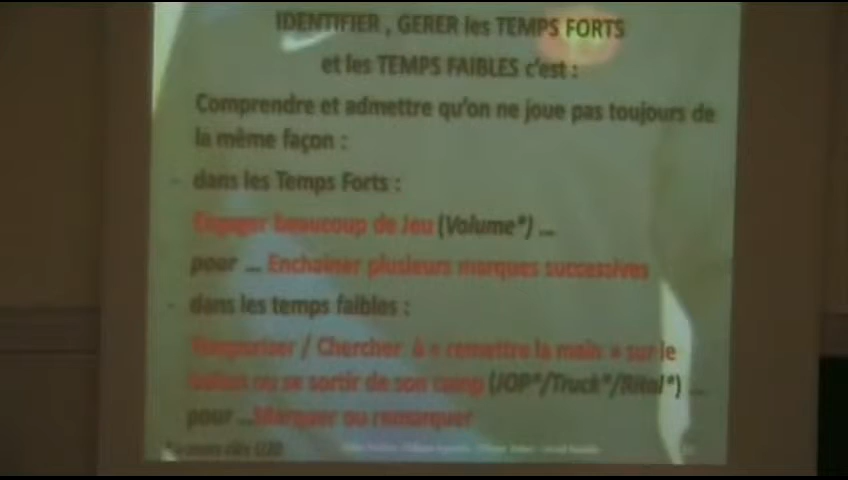 IDENTIFIER , GERER les TEMPS FORTS
et les TEMPS FAIBLES c'est :
Comprendre et admettre qu'on ne joue pas toujours de
la même façon :
- dans les Temps Forts :
Engager beaucoup de Jeu (Volume*) ...
pour ... Enchainer plusieurs marques successives
- dans les temps faibles :
Temporiser / Chercher à « remettre la main » sur le
ballon ou se sortir de son camp (JOP*/Truck*/) ...
pour ...Marquer ou remarquer